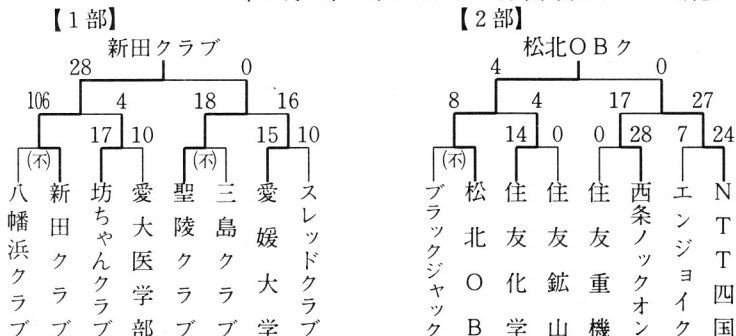 【1部】
新田クラブ
28 0
106 4 18 16
(不) 17 10 (不) 15 10
八幡浜クラブ
新田クラブ
坊ちゃんクラブ
愛大医学部
聖陵クラブ
三島クラブ
愛媛大学
スレッドクラブ
【2部】
松北OBク
4 0
8 4 17 27
(不) 14 0 0 28 7 24
ブラックジャック
松北OB
住友化学
住友鉱山
住友重機
西条ノックオン
エンジョイク
NTT四国